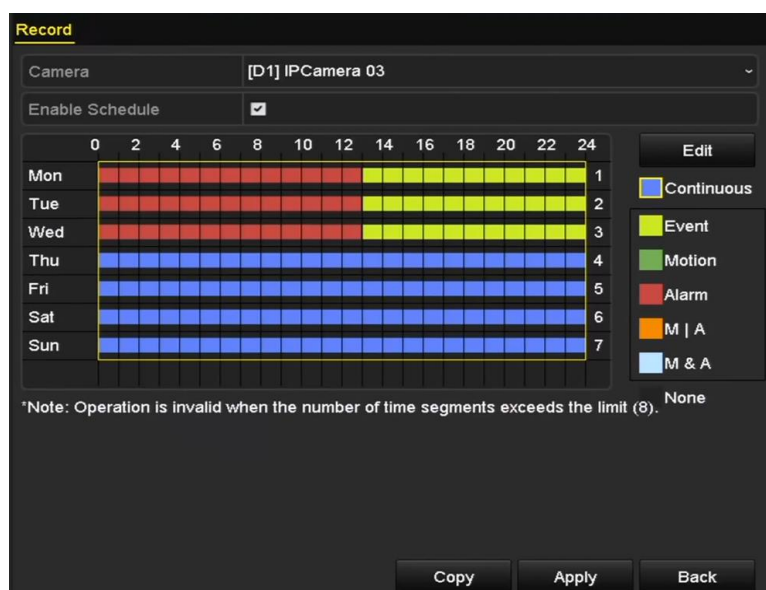 Record
Camera [D1] IPCamera 03
Enable Schedule
0 2 4 6 8 10 12 14 16 18 20 22 24
Edit
Mon 1
Continuous
Tue 2
Event
Wed 3
Thu 4
Motion
Fri 5
Alarm
Sat 6
M | A
Sun 7
M & A
None
*Note: Operation is invalid when the number of time segments exceeds the limit (8).
Copy Apply Back